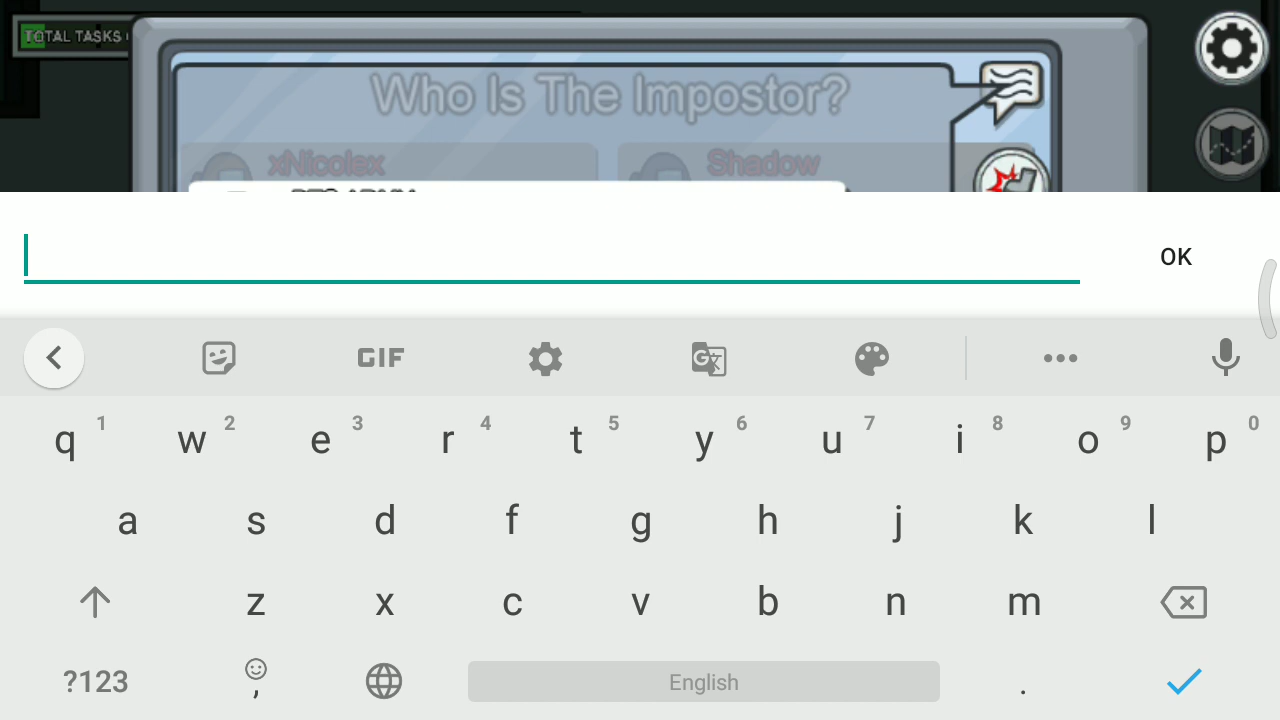 TOTAL TASKS
Who Is The Impostor?
xNicolex Shadow
OK
GIF
q 1 w 2 e 3 r 4 t 5 y 6 u 7 i 8 o 9 p 0
a s d f g h j k l
z x c v b n m
?123 , English .